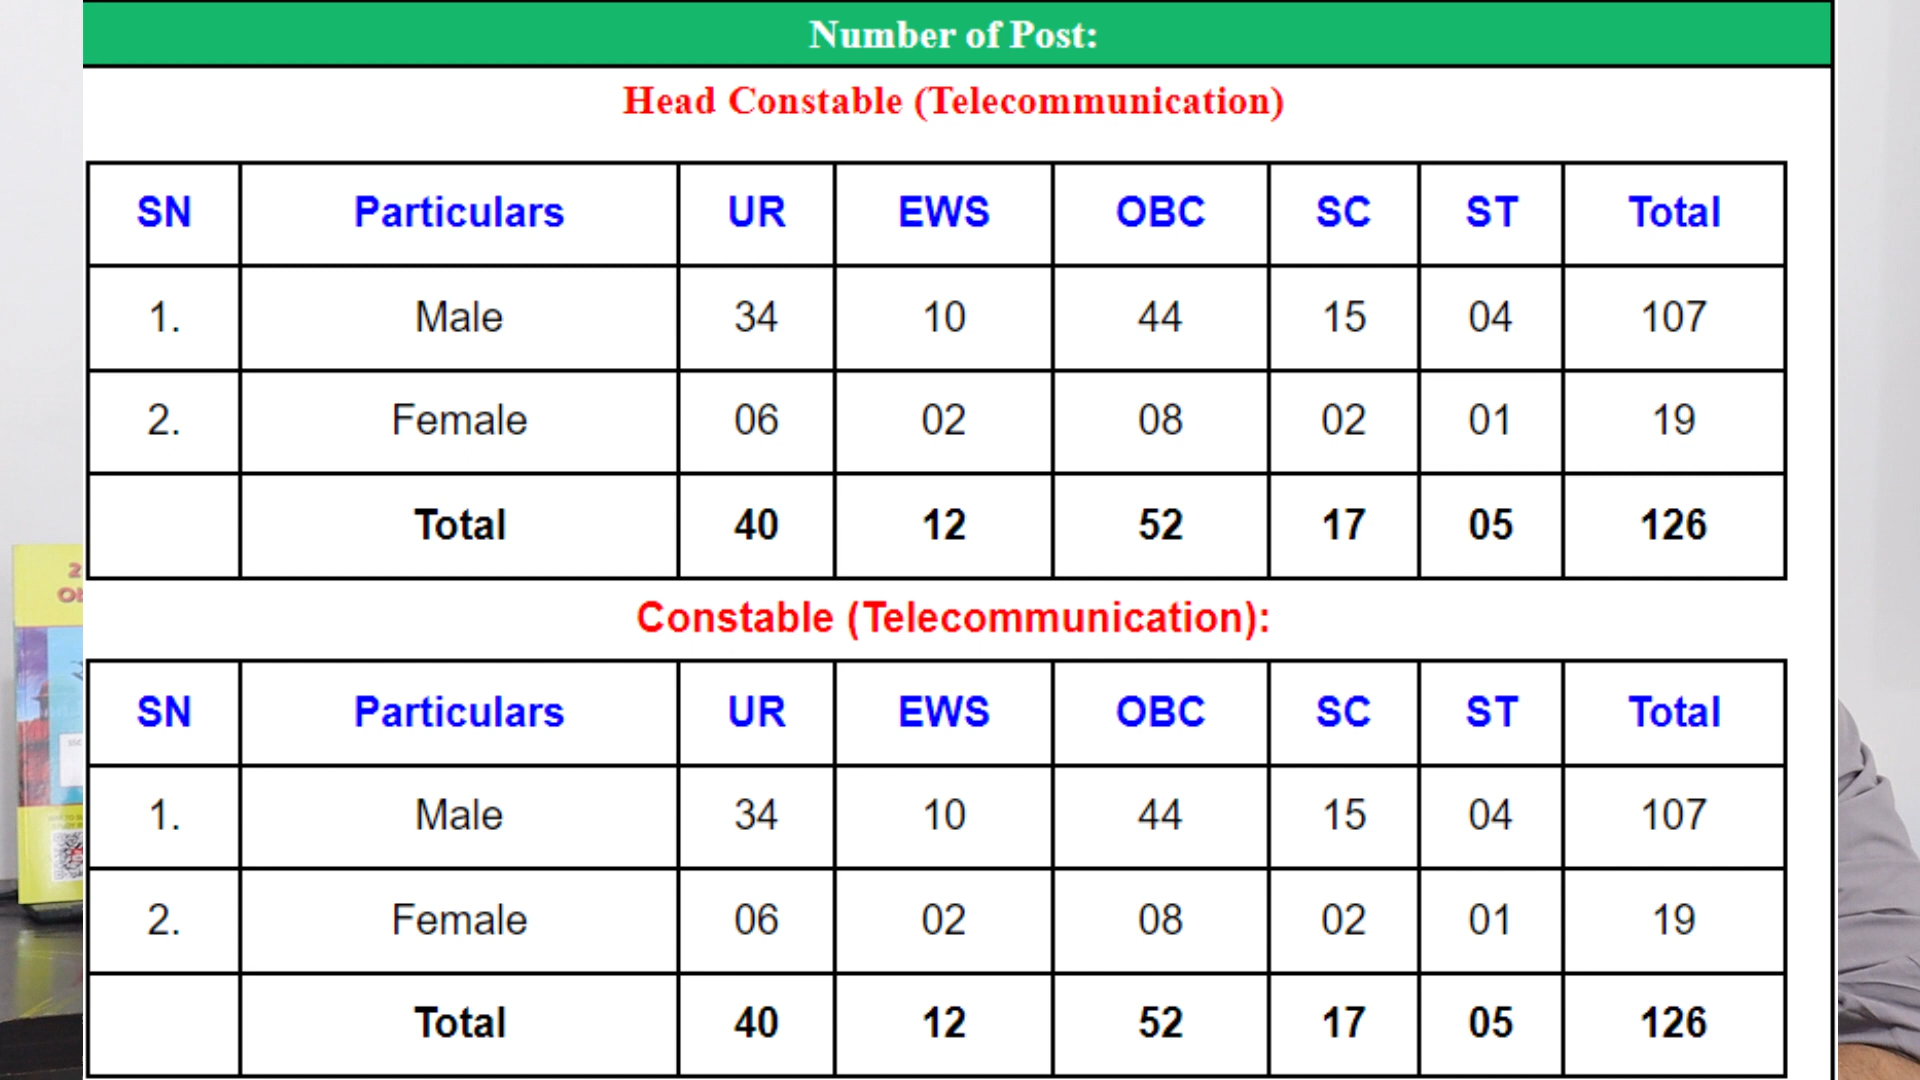 Number of Post:
Head Constable (Telecommunication)
SN Particulars UR EWS OBC SC ST Total
1. Male 34 10 44 15 04 107
2. Female 06 02 08 02 01 19
Total 40 12 52 17 05 126
Constable (Telecommunication):
SN Particulars UR EWS OBC SC ST Total
1. Male 34 10 44 15 04 107
2. Female 06 02 08 02 01 19
Total 40 12 52 17 05 126
2